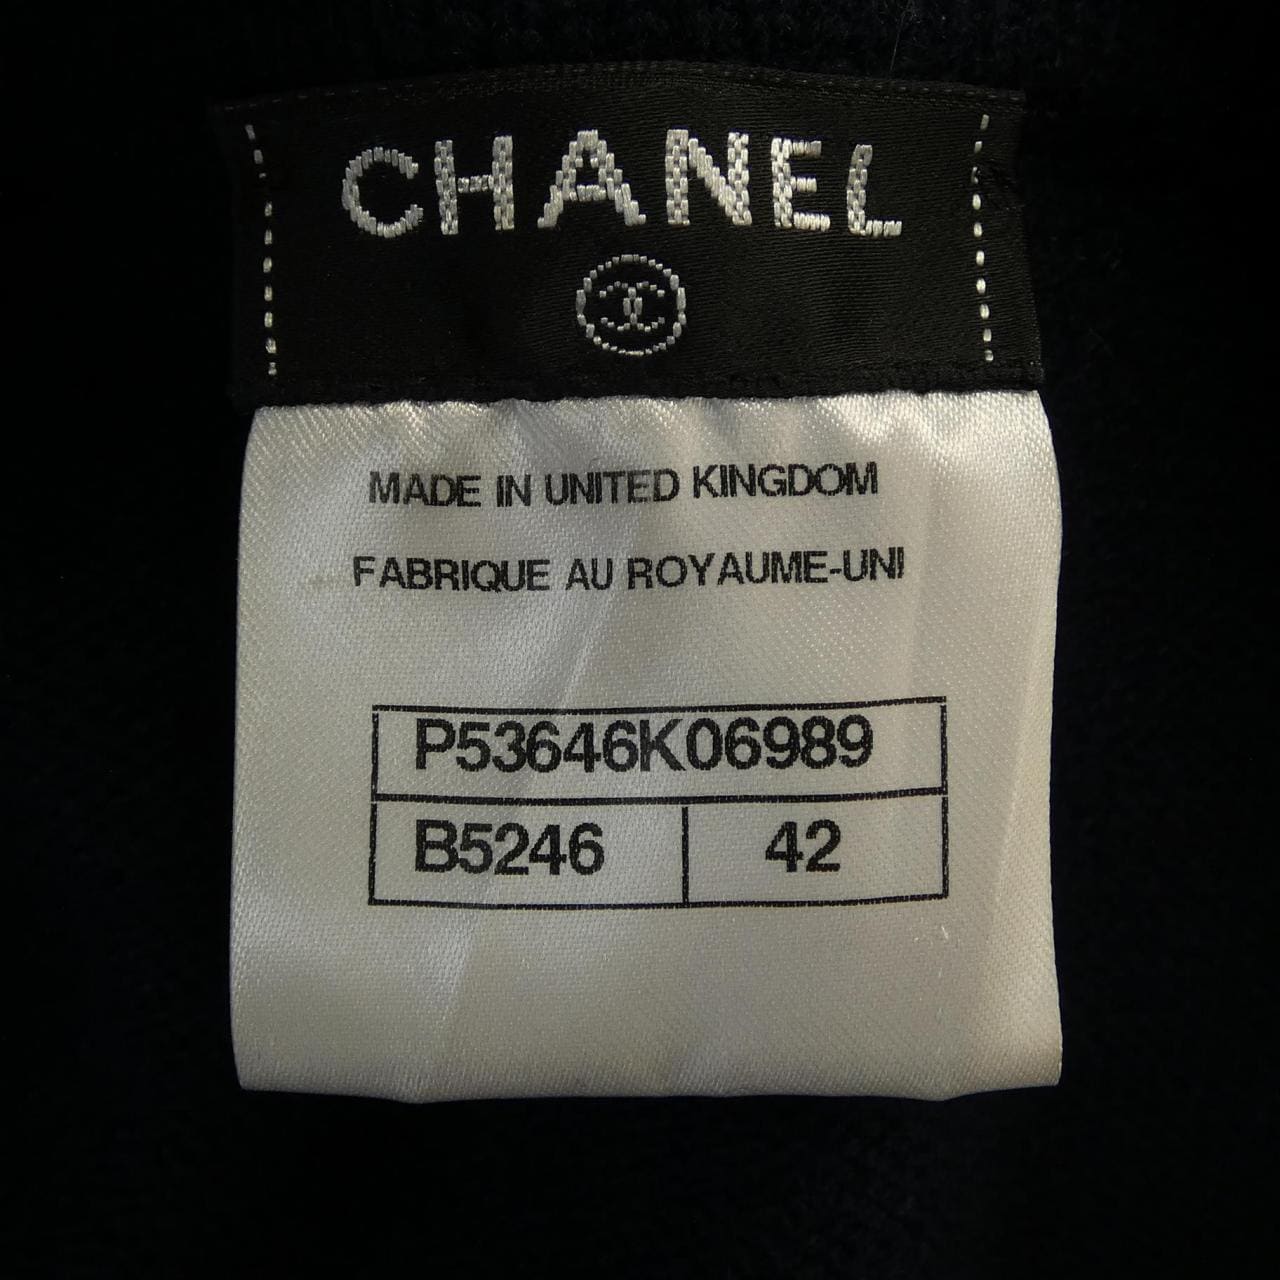 CHANEL
MADE IN UNITED KINGDOM
FABRIQUE AU ROYAUME-UNI
P53646K06989
B5246 42